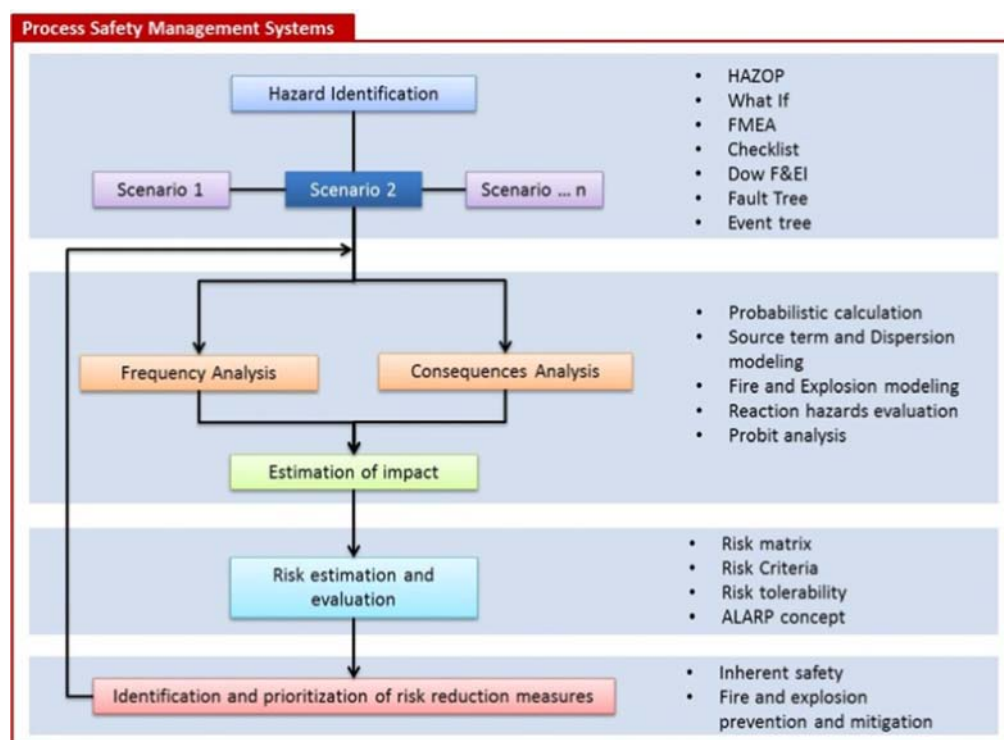 Process Safety Management Systems
Hazard Identification
Scenario 1
Scenario 2
Scenario ... n
• HAZOP
• What If
• FMEA
• Checklist
• Dow F&EI
• Fault Tree
• Event tree
Frequency Analysis
Consequences Analysis
Estimation of impact
• Probabilistic calculation
• Source term and Dispersion
modeling
• Fire and Explosion modeling
• Reaction hazards evaluation
• Probit analysis
Risk estimation and
evaluation
• Risk matrix
• Risk Criteria
• Risk tolerability
• ALARP concept
Identification and prioritization of risk reduction measures
• Inherent safety
• Fire and explosion
prevention and mitigation